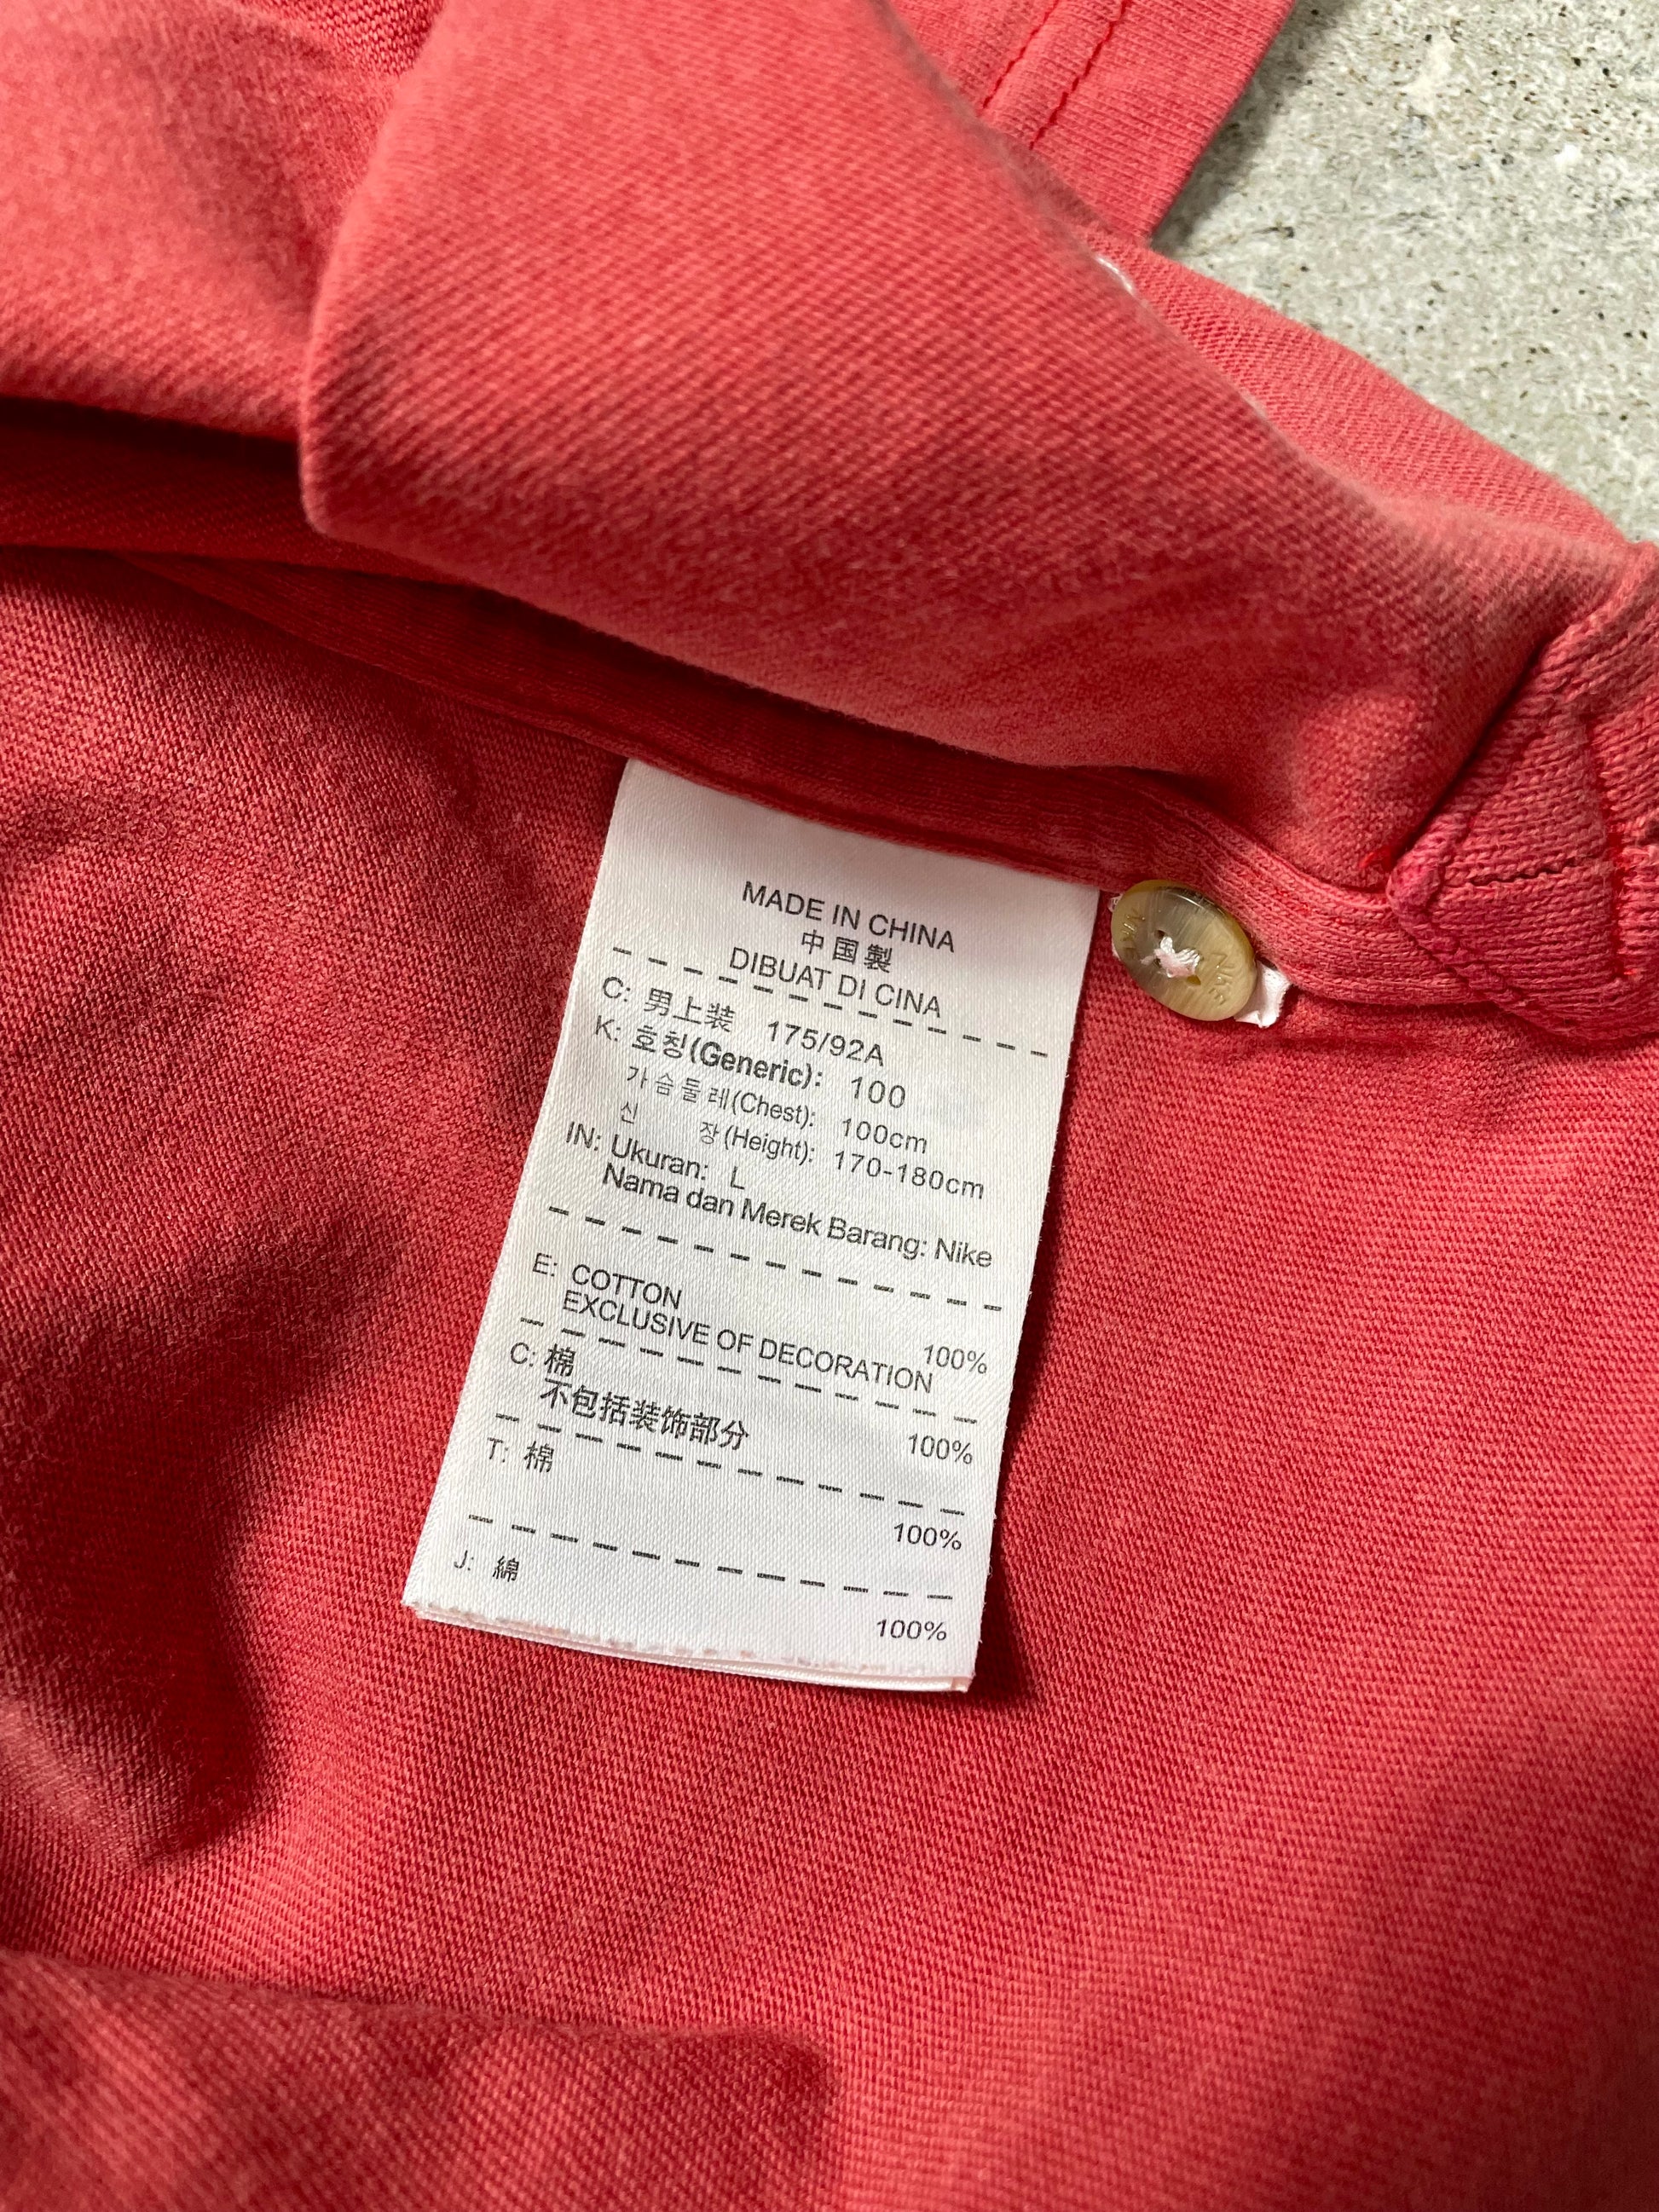 MADE IN CHINA
中国製
DIBUAT DI CINA
C: 男上装 175/92A
K: 호칭(Generic): 100
가슴둘레(Chest): 100cm
신 장(Height): 170-180cm
IN: Ukuran: L
Nama dan Merek Barang: Nike
E: COTTON 100%
EXCLUSIVE OF DECORATION
C: 棉 100%
不包括装饰部分
T: 棉 100%
J: 綿 100%
NIKE
NIKE